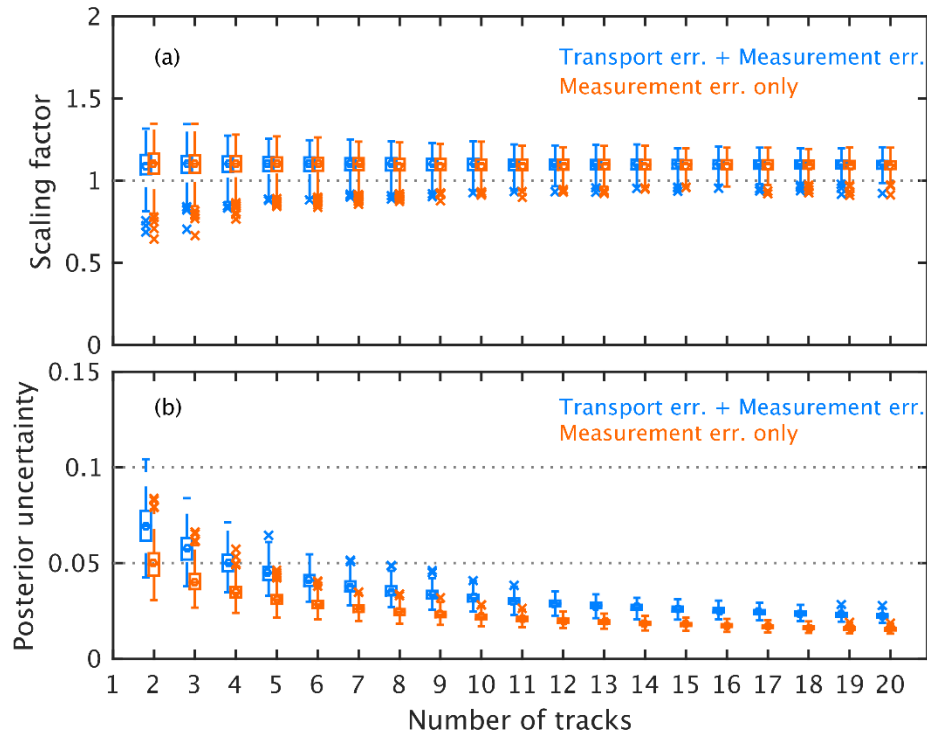 2
(a)
Transport err. + Measurement err.
Measurement err. only
1.5
1
0.5
0
Scaling factor
0.15
(b)
Transport err. + Measurement err.
Measurement err. only
0.1
0.05
0
Posterior uncertainty
1 2 3 4 5 6 7 8 9 10 11 12 13 14 15 16 17 18 19 20
Number of tracks